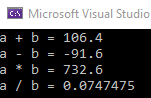 Microsoft Visual Studio
a + b = 106.4
a - b = -91.6
a * b = 732.6
a / b = 0.0747475